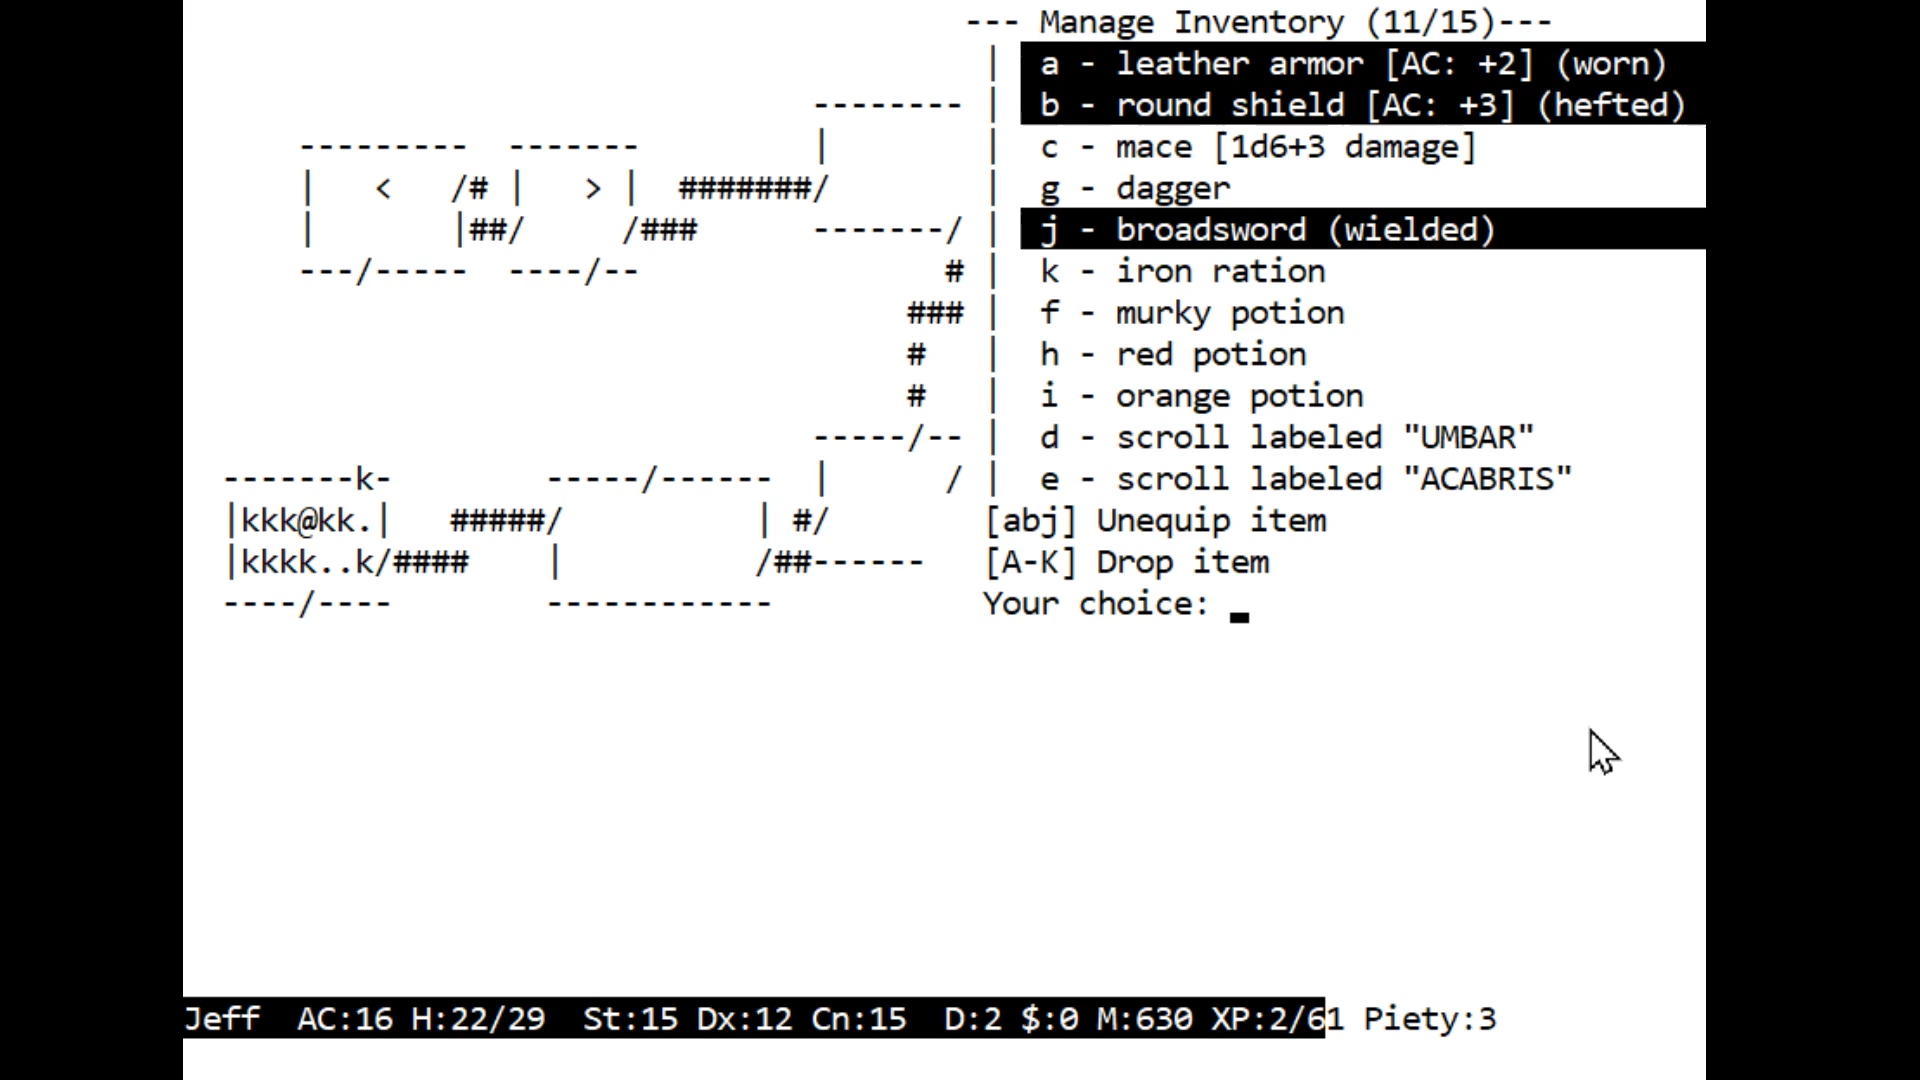 --- Manage Inventory (11/15)---
| a - leather armor [AC: +2] (worn)
-------- | b - round shield [AC: +3] (hefted)
--------- ------- | | c - mace [1d6+3 damage]
| < /# | > | #######/ | g - dagger
| |##/ /### -------/ | j - broadsword (wielded)
---/----- ----/-- # | k - iron ration
### | f - murky potion
# | h - red potion
# | i - orange potion
-----/-- | d - scroll labeled "UMBAR"
-------k- -----/------ | / | e - scroll labeled "ACABRIS"
|kkk@kk.| #####/ | #/ [abj] Unequip item
|kkkk..k/#### | /##------ [A-K] Drop item
----/---- ------------ Your choice:
Jeff AC:16 H:22/29 St:15 Dx:12 Cn:15 D:2 $:0 M:630 XP:2/61 Piety:3